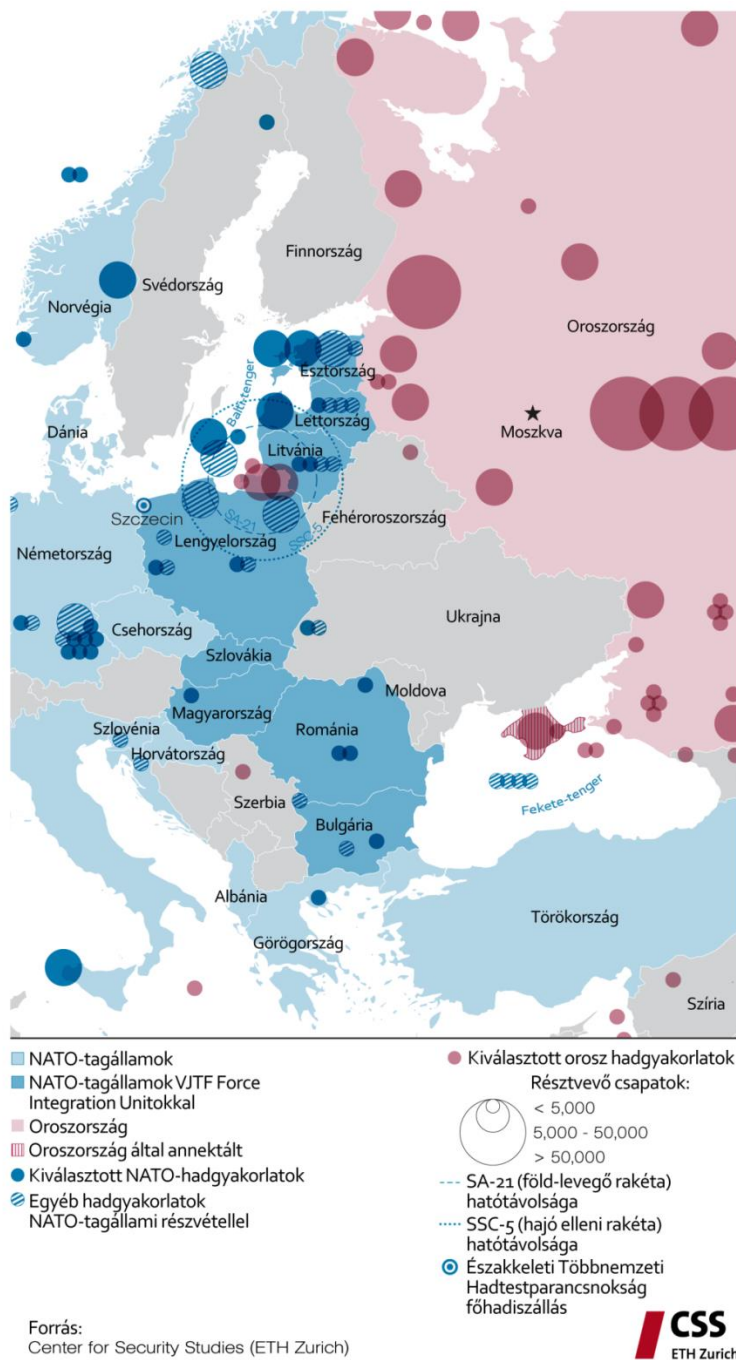 Finnország
Svédország
Norvégia
Oroszország
Balti-tenger
Észtország
Lettország
Moszkva
Dánia
Litvánia
SA-21
SSC-5
Szczecin
Fehéroroszország
Lengyelország
Németország
Csehország
Ukrajna
Szlovákia
Moldova
Magyarország
Szlovénia
Románia
Horvátország
Szerbia
Fekete-tenger
Bulgária
Albánia
Törökország
Görögország
Szíria
NATO-tagállamok
NATO-tagállamok VJTF Force
Integration Unitokkal
Oroszország
Oroszország által annektált
Kiválasztott NATO-hadgyakorlatok
Egyéb hadgyakorlatok
NATO-tagállami részvétellel
Kiválasztott orosz hadgyakorlatok
Résztvevő csapatok:
< 5,000
5,000 - 50,000
> 50,000
SA-21 (föld-levegő rakéta)
hatótávolsága
SSC-5 (hajó elleni rakéta)
hatótávolsága
Északkeleti Többnemzeti
Hadtestparancsnokság
főhadiszállás
Forrás:
Center for Security Studies (ETH Zurich)
CSS
ETH Zurich